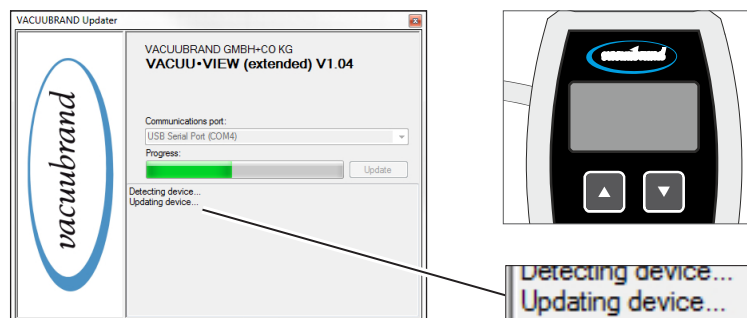 VACUUBRAND Updater
vacuubrand
VACUUBRAND GMBH+CO KG
VACUU•VIEW (extended) V1.04
Communications port:
USB Serial Port (COM4)
Progress:
Update
Detecting device...
Updating device...
vacuubrand
Detecting device...
Updating device...